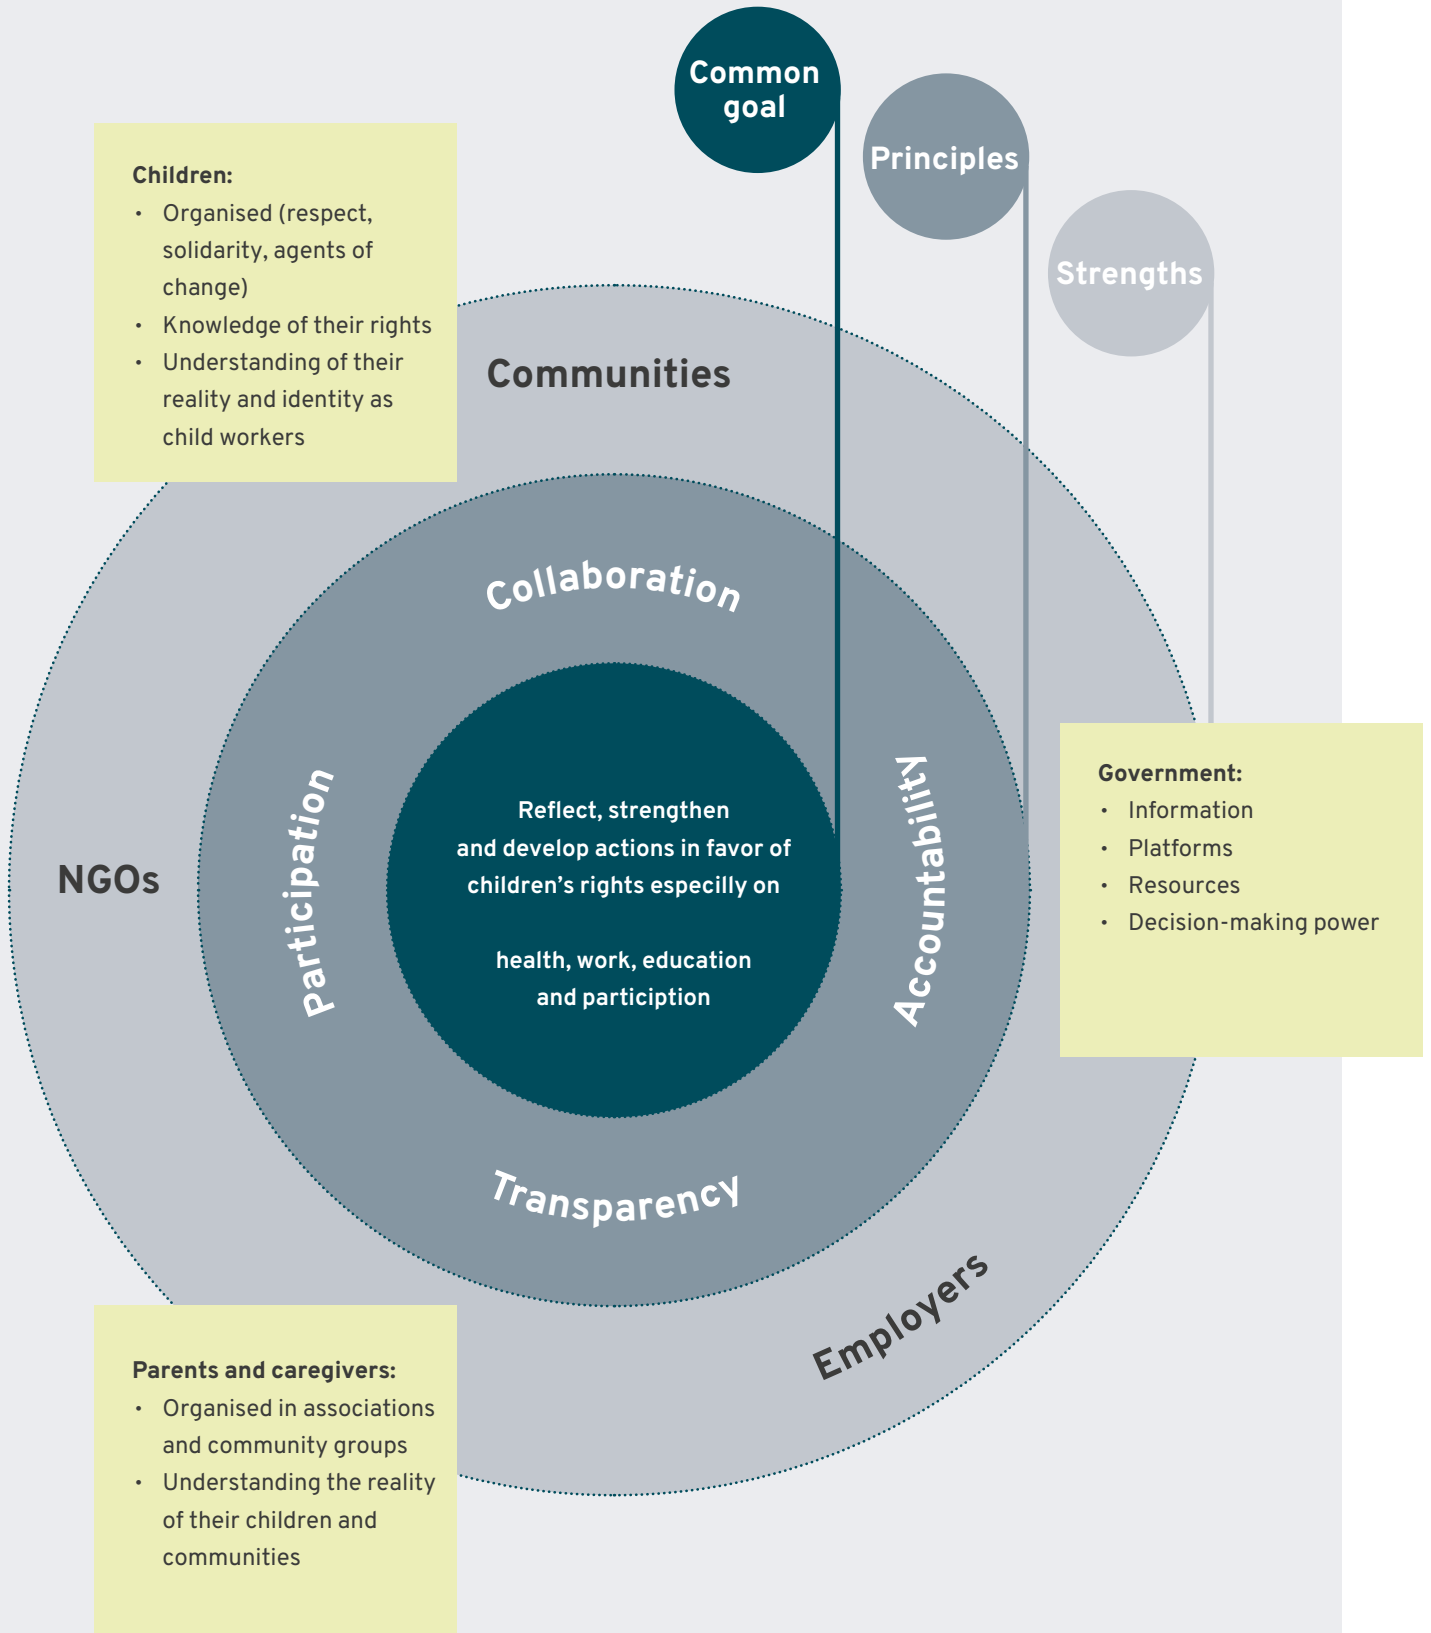 Common
goal
Principles
Strengths
Children:
• Organised (respect,
solidarity, agents of
change)
• Knowledge of their rights
• Understanding of their
reality and identity as
child workers
Communities
Collaboration
Participation
Accountability
Transparency
NGOs
Reflect, strengthen
and develop actions in favor of
children’s rights especilly on
health, work, education
and particiption
Government:
• Information
• Platforms
• Resources
• Decision-making power
Employers
Parents and caregivers:
• Organised in associations
and community groups
• Understanding the reality
of their children and
communities